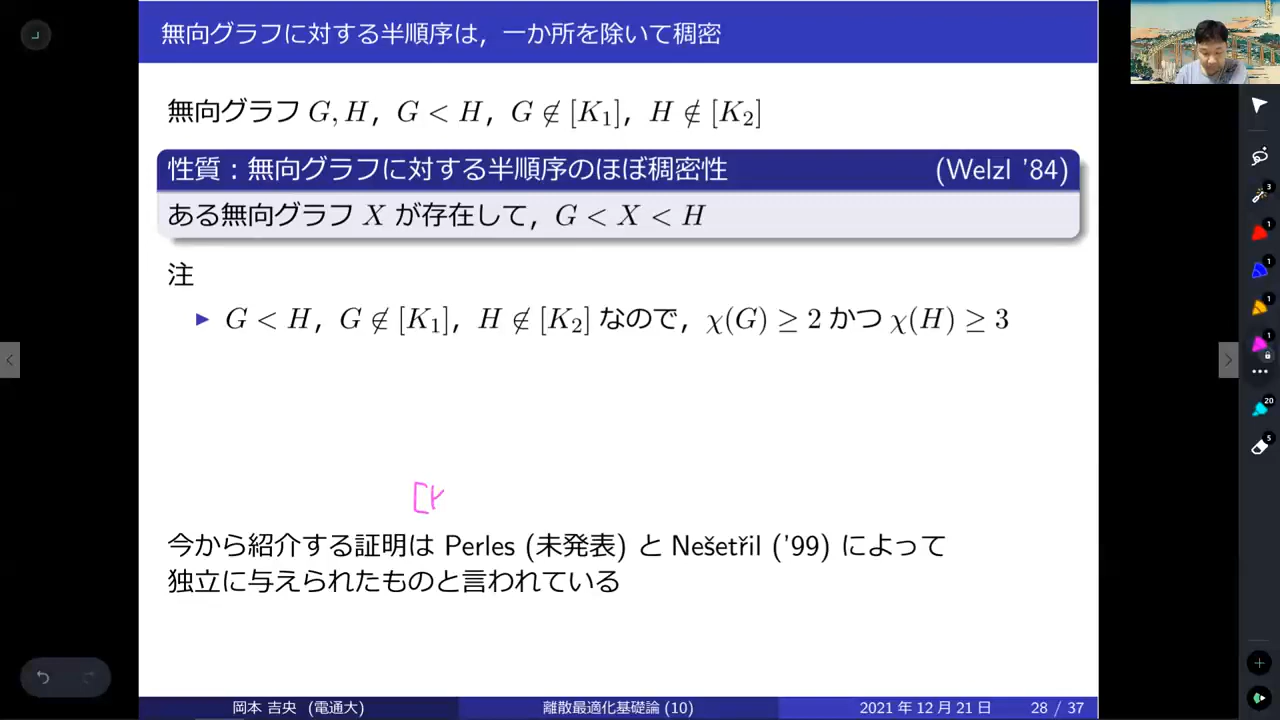 無向グラフに対する半順序は，一か所を除いて稠密
無向グラフ G, H，G < H，G ∉ [K₁]，H ∉ [K₂]
性質：無向グラフに対する半順序のほぼ稠密性 (Welzl '84)
ある無向グラフ X が存在して，G < X < H
注
▶ G < H，G ∉ [K₁]，H ∉ [K₂] なので，χ(G) ≥ 2 かつ χ(H) ≥ 3
今から紹介する証明は Perles (未発表) と Nešetřil ('99) によって
独立に与えられたものと言われている
岡本 吉央 (電通大) 離散最適化基礎論 (10) 2021 年 12 月 21 日 28 / 37
3
1
1
1
1
20
5